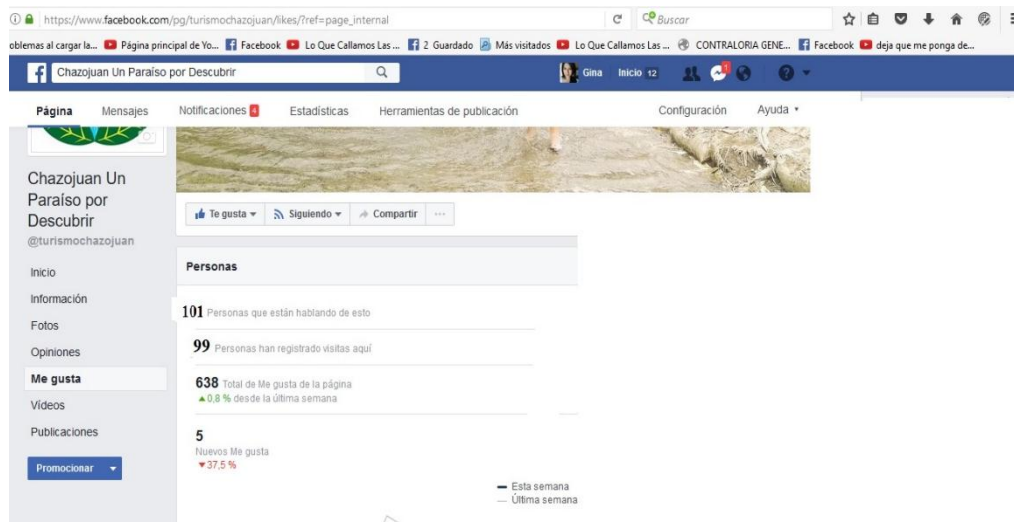 https://www.facebook.com/pg/turismochazojuan/likes/?ref=page_internal
Buscar
oblemas al cargar la... Página principal de Yo... Facebook Lo Que Callamos Las ... 2 Guardado Más visitados Lo Que Callamos Las ... CONTRALORIA GENE... Facebook deja que me ponga de...
Chazojuan Un Paraíso por Descubrir
Gina Inicio 12 1
Página Mensajes Notificaciones 4 Estadísticas Herramientas de publicación Configuración Ayuda
Chazojuan Un
Paraíso por
Descubrir
@turismochazojuan
Inicio
Información
Fotos
Opiniones
Me gusta
Vídeos
Publicaciones
Promocionar
Te gusta Siguiendo Compartir ...
Personas
101 Personas que están hablando de esto
99 Personas han registrado visitas aquí
638 Total de Me gusta de la página
▲0,8 % desde la última semana
5
Nuevos Me gusta
▼37,5 %
Esta semana
Última semana